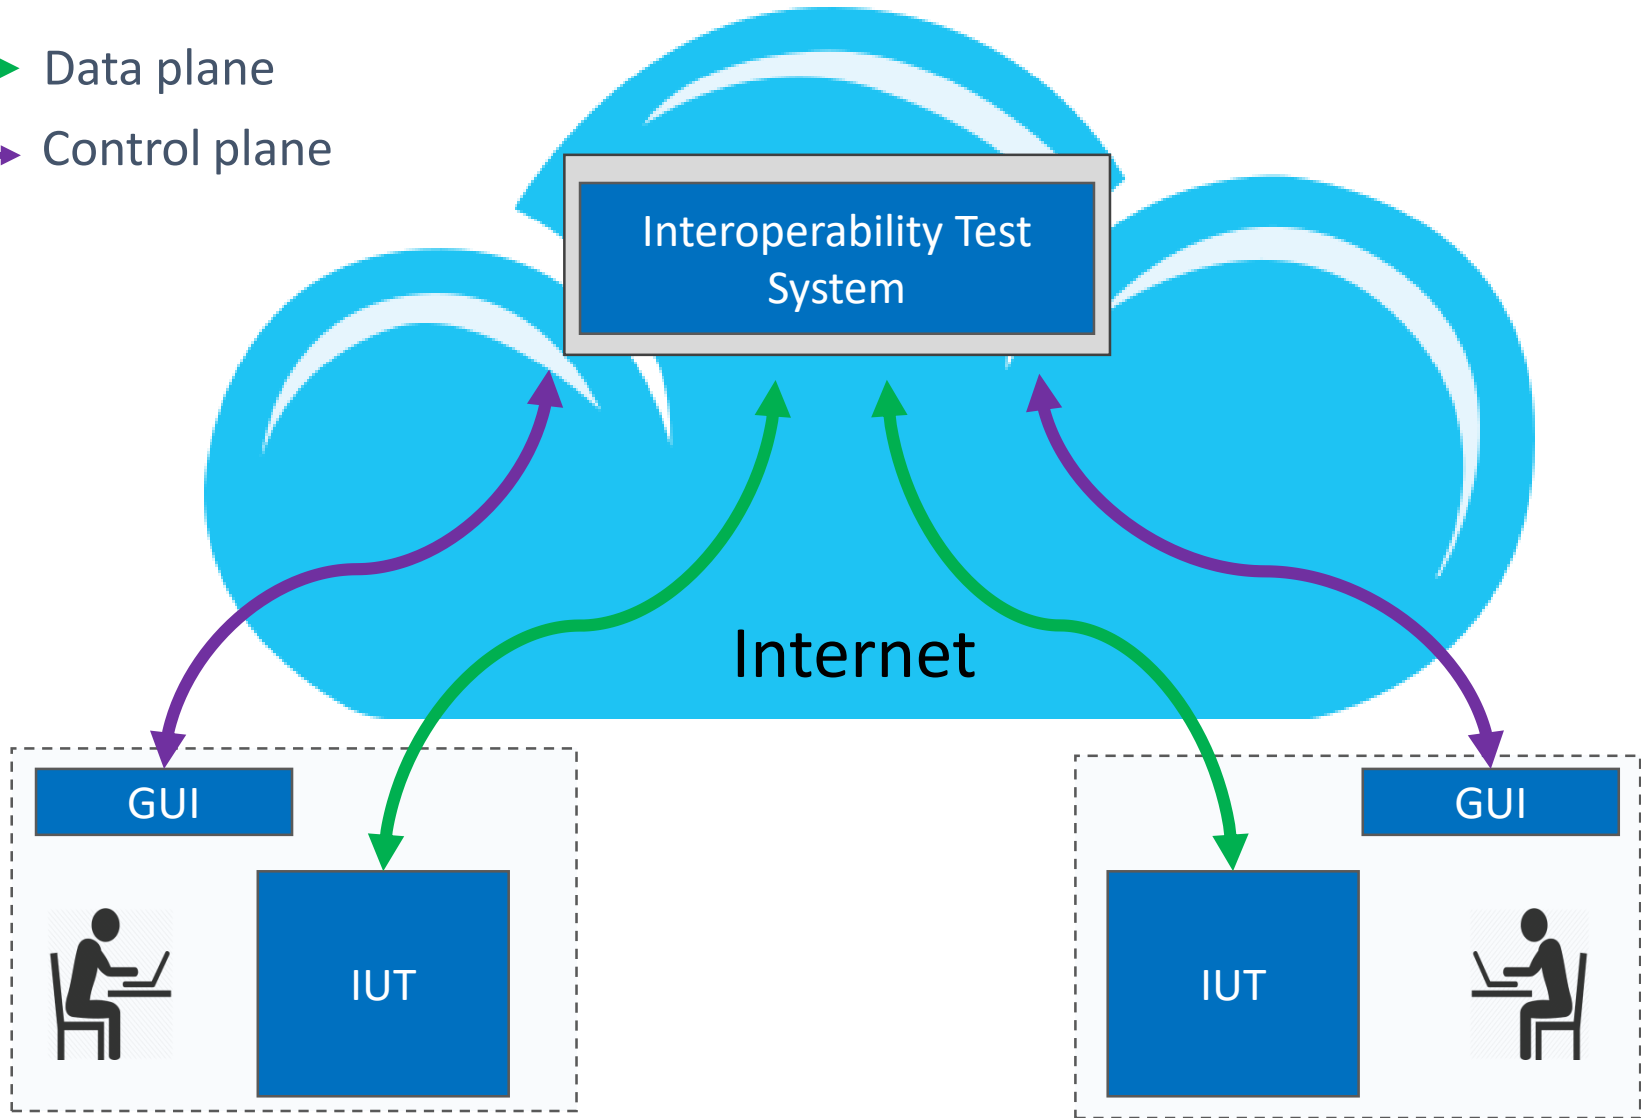 Data plane
Control plane
Interoperability Test
System
Internet
GUI
GUI
IUT
IUT